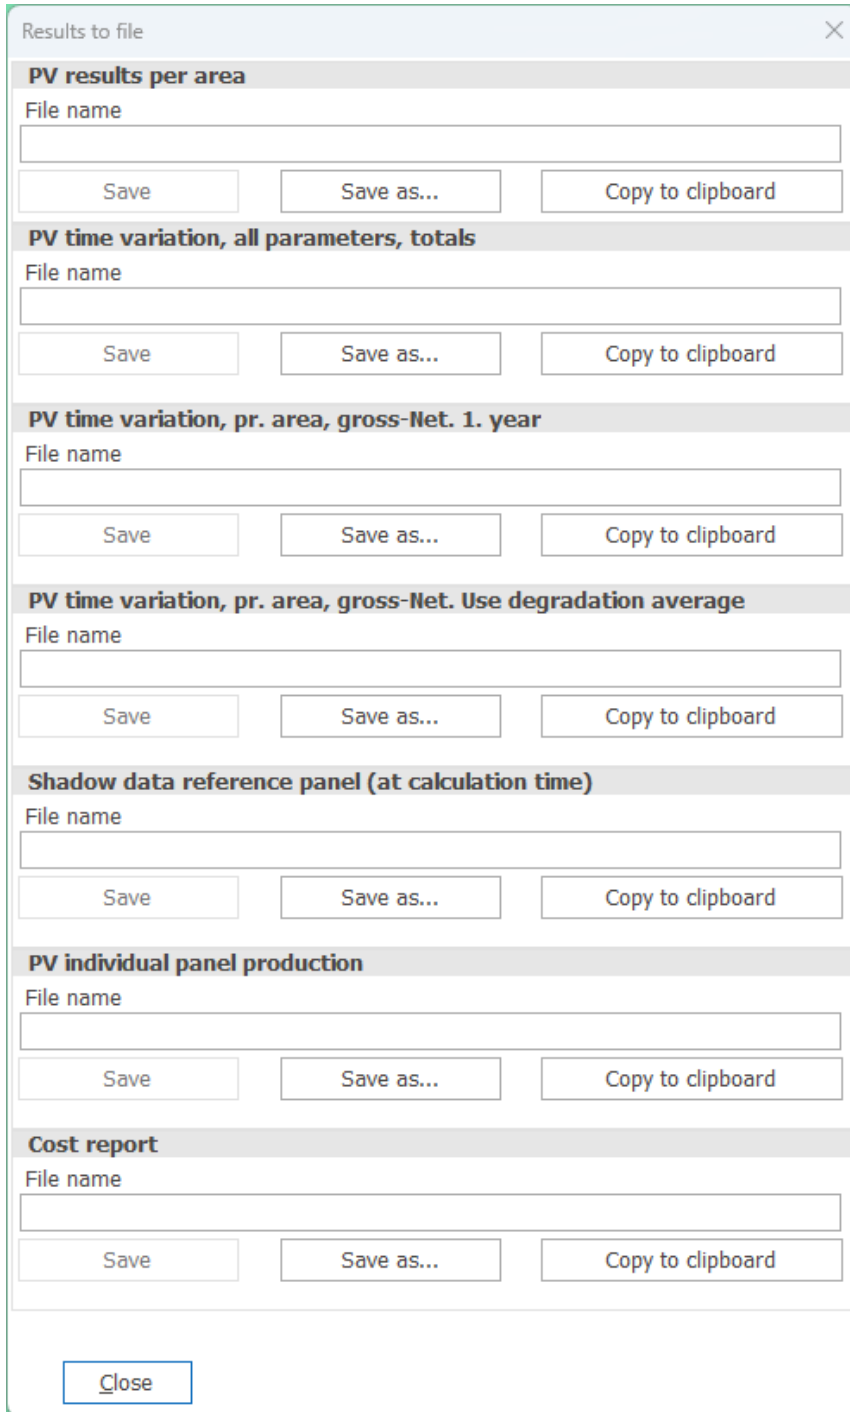 Results to file
PV results per area
File name
Save Save as... Copy to clipboard
PV time variation, all parameters, totals
File name
Save Save as... Copy to clipboard
PV time variation, pr. area, gross-Net. 1. year
File name
Save Save as... Copy to clipboard
PV time variation, pr. area, gross-Net. Use degradation average
File name
Save Save as... Copy to clipboard
Shadow data reference panel (at calculation time)
File name
Save Save as... Copy to clipboard
PV individual panel production
File name
Save Save as... Copy to clipboard
Cost report
File name
Save Save as... Copy to clipboard
Close